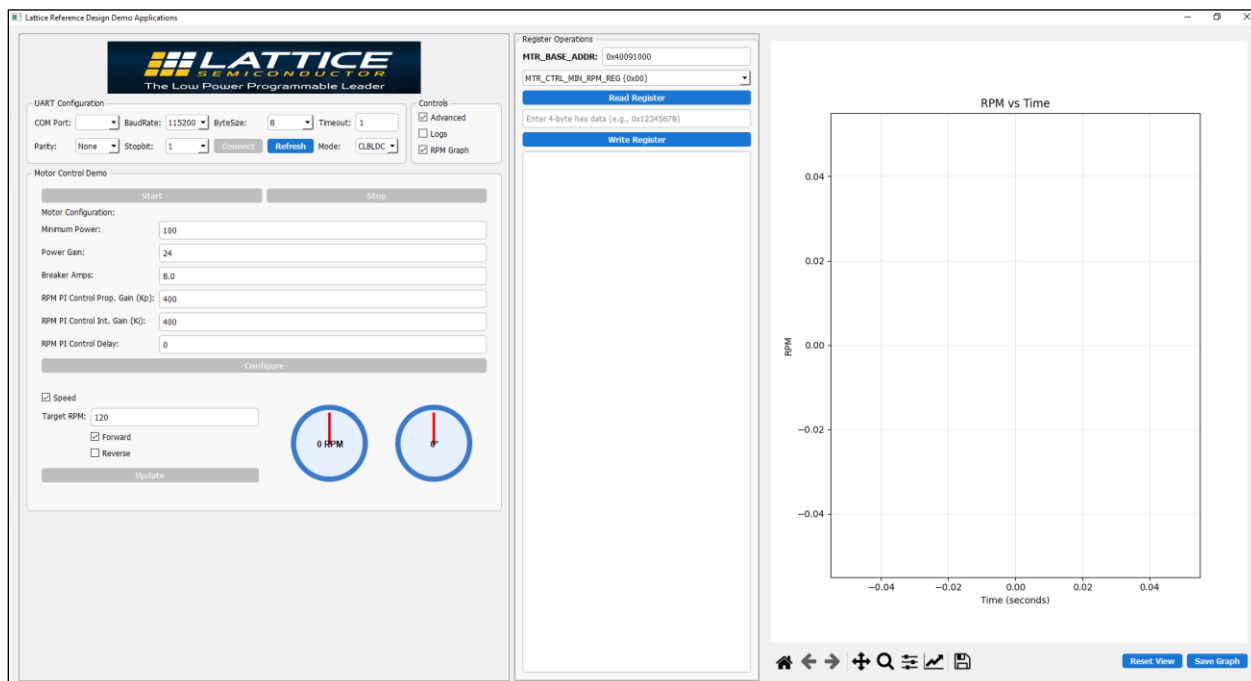 Lattice Reference Design Demo Applications
LATTICE
SEMICONDUCTOR
The Low Power Programmable Leader
UART Configuration
COM Port: BaudRate: 115200 ByteSize: 8 Timeout: 1
Parity: None Stopbit: 1 Connect Refresh Mode: CLBLDC
Controls
Advanced
Logs
RPM Graph
Motor Control Demo
Start Stop
Motor Configuration:
Minimum Power: 100
Power Gain: 24
Breaker Amps: 8.0
RPM PI Control Prop. Gain (Kp): 400
RPM PI Control Int. Gain (Ki): 400
RPM PI Control Delay: 0
Configure
Speed
Target RPM: 120
Forward
Reverse
Update
0 RPM
0°
Register Operations
MTR_BASE_ADDR: 0x40091000
MTR_CTRL_MIN_RPM_REG (0x00)
Read Register
Enter 4-byte hex data (e.g., 0x12345678)
Write Register
RPM vs Time
0.04
0.02
0.00
−0.02
−0.04
RPM
−0.04 −0.02 0.00 0.02 0.04
Time (seconds)
Reset View Save Graph